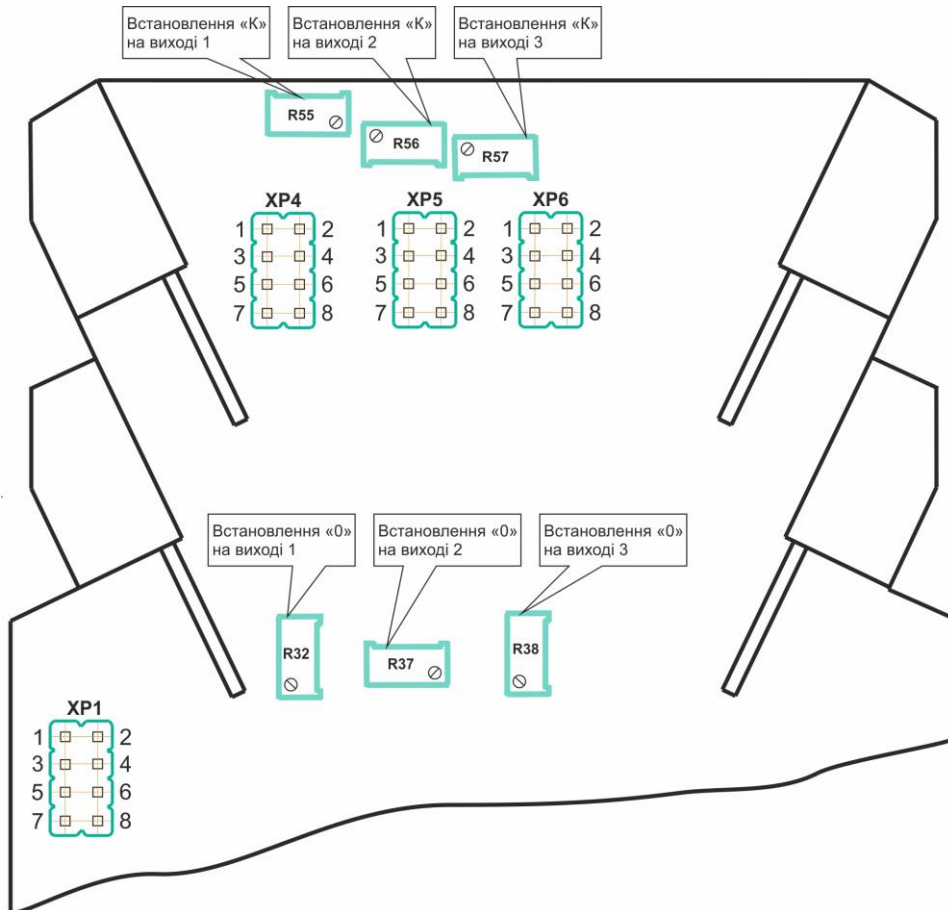 Встановлення «К»
на виході 1
Встановлення «К»
на виході 2
Встановлення «К»
на виході 3
R55
R56
R57
XP4
XP5
XP6
1 2 1 2 1 2
3 4 3 4 3 4
5 6 5 6 5 6
7 8 7 8 7 8
Встановлення «0»
на виході 1
Встановлення «0»
на виході 2
Встановлення «0»
на виході 3
R32
R37
R38
XP1
1 2
3 4
5 6
7 8